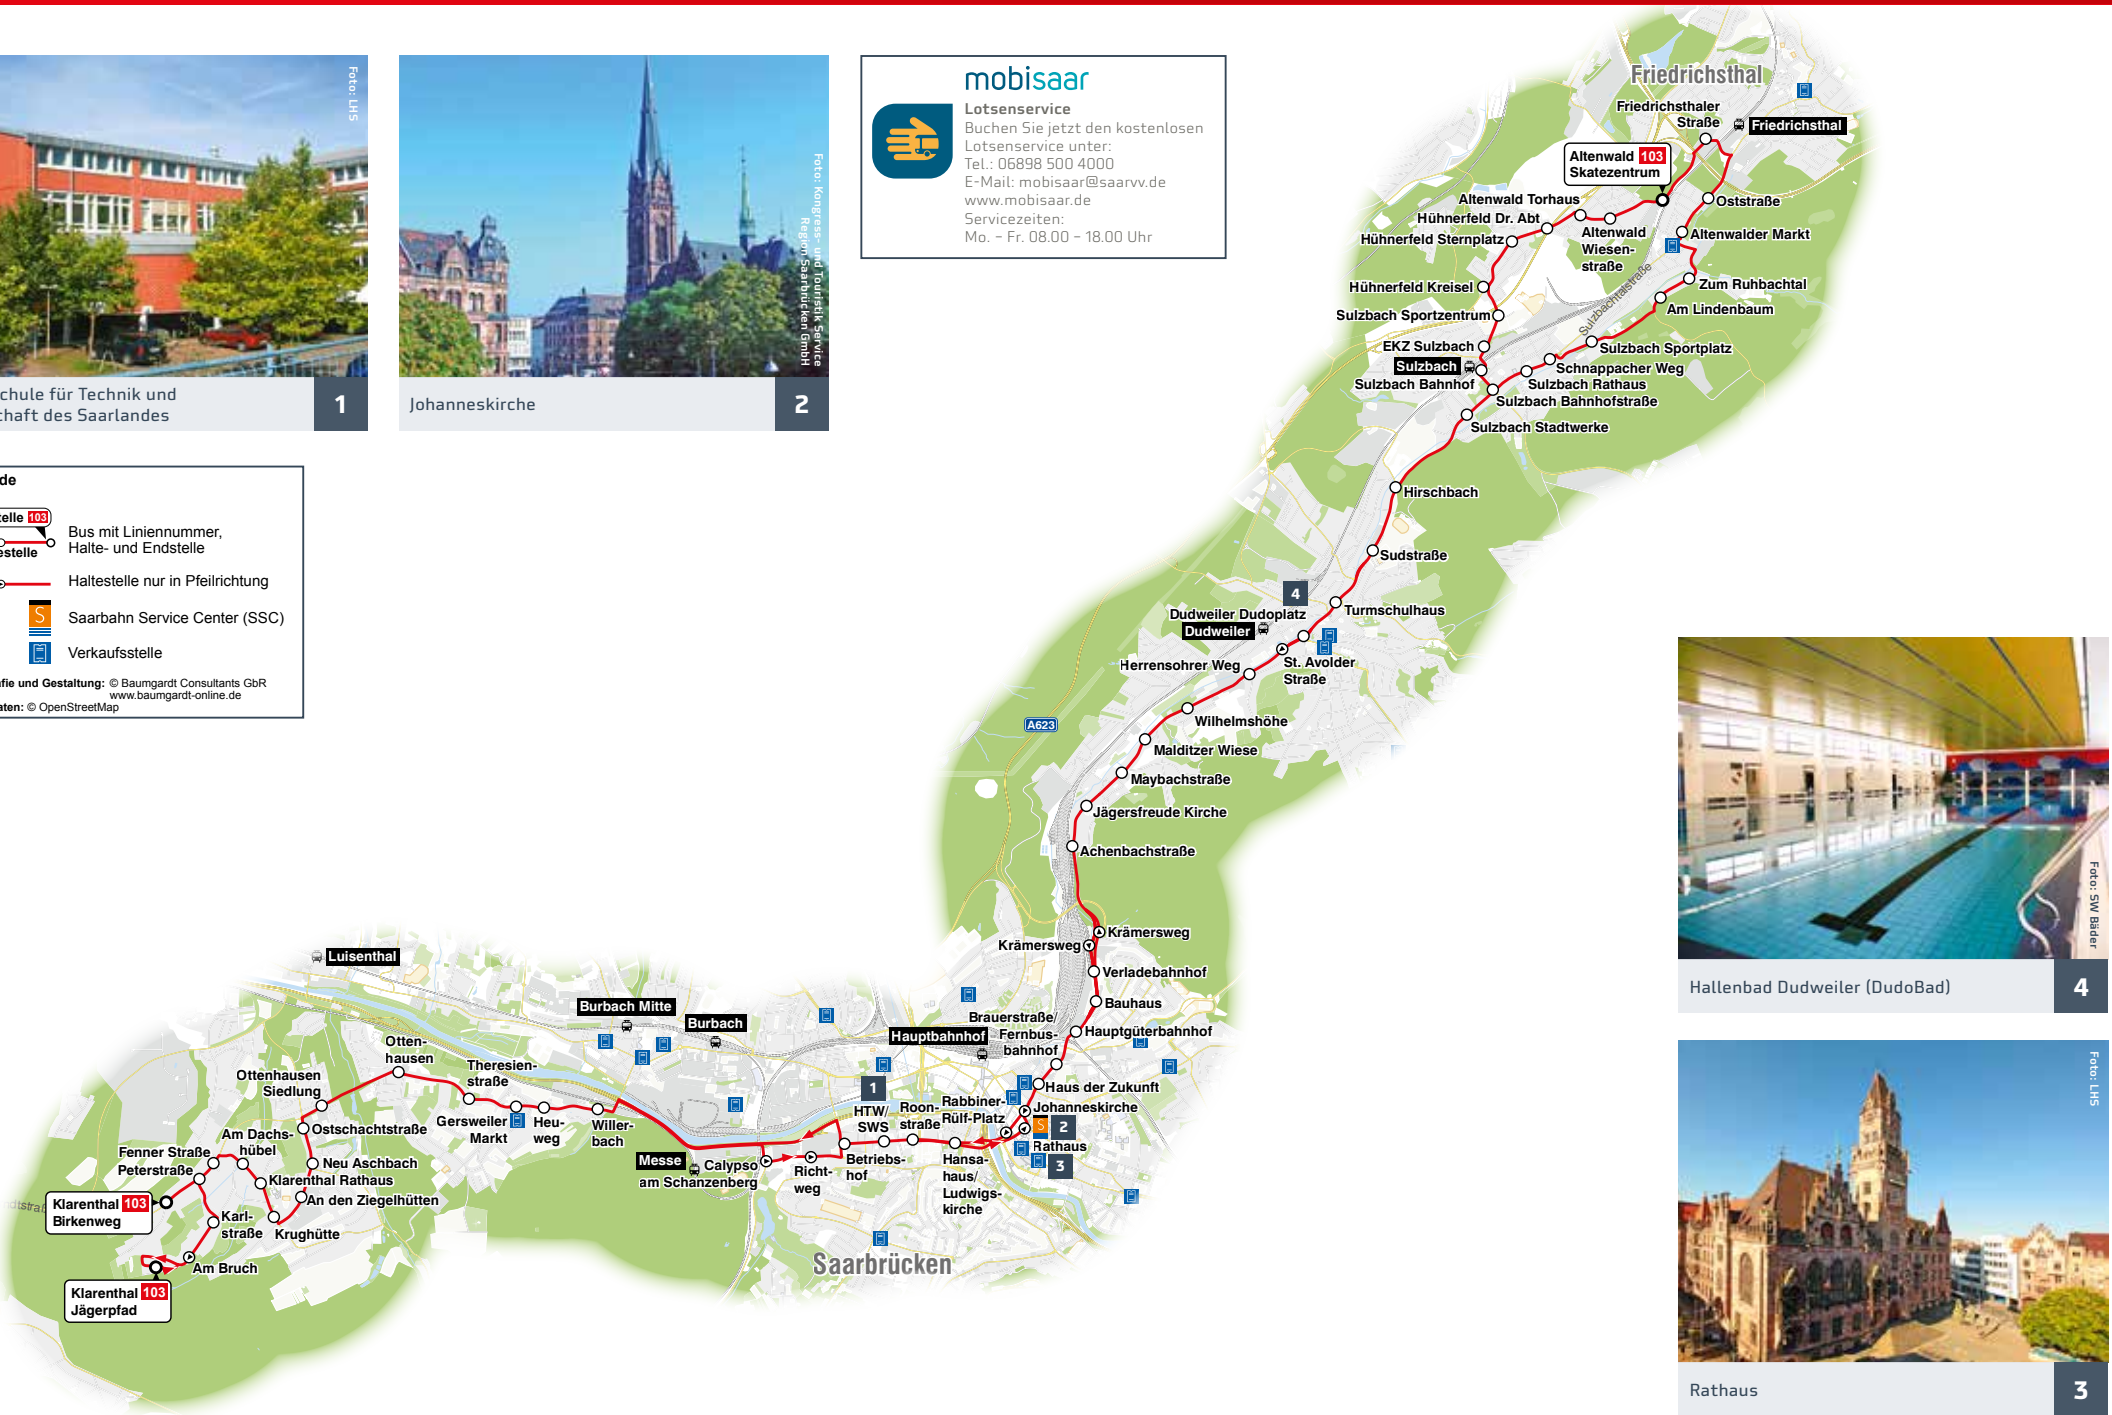 Foto: LHS
chule für Technik und
chaft des Saarlandes
1
Foto: Kongress- und Touristik Service
Region Saarbrücken GmbH
Johanneskirche
2
mobisaar
Lotsenservice
Buchen Sie jetzt den kostenlosen
Lotsenservice unter:
Tel.: 06898 500 4000
E-Mail: mobisaar@saarvv.de
www.mobisaar.de
Servicezeiten:
Mo. – Fr. 08.00 – 18.00 Uhr
de
elle 103
estelle
Bus mit Liniennummer,
Halte- und Endstelle
Haltestelle nur in Pfeilrichtung
S
Saarbahn Service Center (SSC)
Verkaufsstelle
fie und Gestaltung: © Baumgardt Consultants GbR
www.baumgardt-online.de
aten: © OpenStreetMap
Friedrichsthal
Friedrichsthaler
Straße
Friedrichsthal
Altenwald 103
Skatezentrum
Altenwald Torhaus
Hühnerfeld Dr. Abt
Hühnerfeld Sternplatz
Altenwald
Wiesen-
straße
Oststraße
Altenwalder Markt
Zum Ruhbachtal
Am Lindenbaum
Sulzbachtalstraße
Hühnerfeld Kreisel
Sulzbach Sportzentrum
EKZ Sulzbach
Sulzbach
Sulzbach Bahnhof
Sulzbach Sportplatz
Schnappacher Weg
Sulzbach Rathaus
Sulzbach Bahnhofstraße
Sulzbach Stadtwerke
Hirschbach
Sudstraße
4
Turmschulhaus
Dudweiler Dudoplatz
Dudweiler
St. Avolder
Straße
Herrensohrer Weg
Wilhelmshöhe
A623
Malditzer Wiese
Maybachstraße
Jägersfreude Kirche
Achenbachstraße
Krämersweg
Krämersweg
Verladebahnhof
Bauhaus
Brauerstraße/
Fernbus-
bahnhof
Hauptgüterbahnhof
Hauptbahnhof
Haus der Zukunft
Johanneskirche
S
2
Rathaus
3
Rabbiner-
Rülf-Platz
Roon-
straße
1
HTW/
SWS
Hansa-
haus/
Ludwigs-
kirche
Betriebs-
hof
Richt-
weg
Calypso
am Schanzenberg
Messe
Saarbrücken
Luisenthal
Burbach Mitte
Burbach
Willer-
bach
Heu-
weg
Gersweiler
Markt
Theresien-
straße
Otten-
hausen
Ottenhausen
Siedlung
Ostschachtstraße
Neu Aschbach
An den Ziegelhütten
Krughütte
Klarenthal Rathaus
Am Dachs-
hübel
Fenner Straße
Peterstraße
Klarenthal 103
Birkenweg
Karl-
straße
Am Bruch
Klarenthal 103
Jägerpfad
Foto: SW Bäder
Hallenbad Dudweiler (DudoBad)
4
Foto: LHS
Rathaus
3